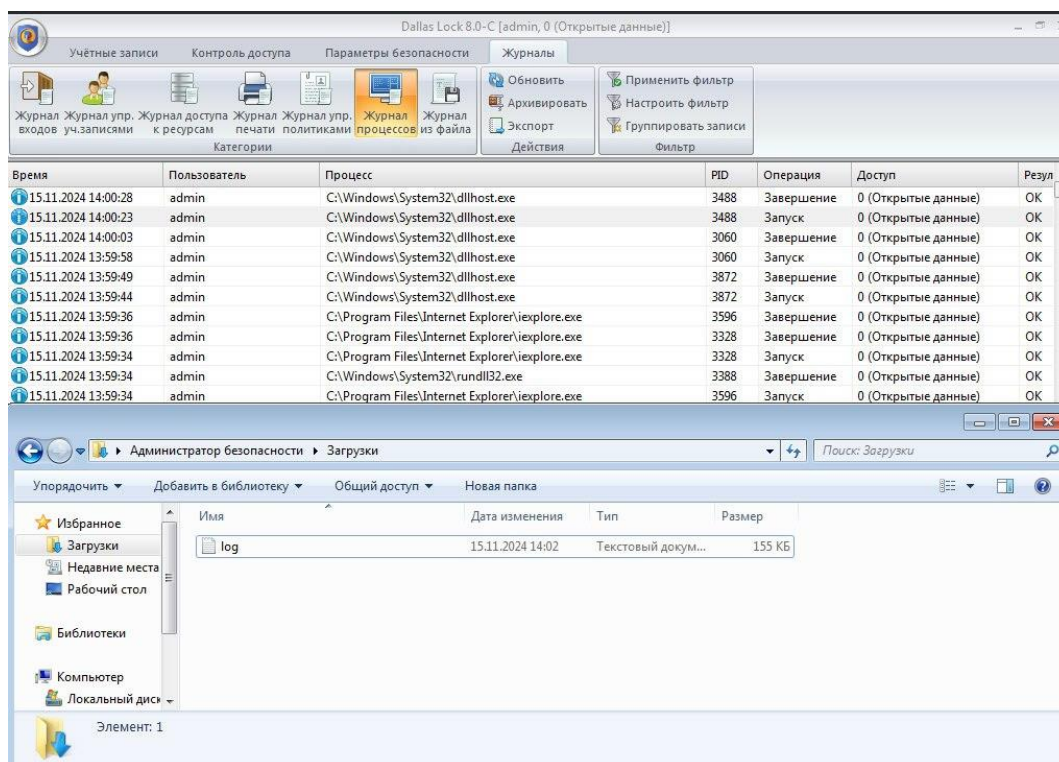 Dallas Lock 8.0-C [admin, 0 (Открытые данные)]
Учётные записи Контроль доступа Параметры безопасности Журналы
Журнал входов Журнал упр. уч.записями Журнал доступа к ресурсам Журнал печати Журнал упр. политиками Журнал процессов Журнал из файла
Обновить
Архивировать
Экспорт
Применить фильтр
Настроить фильтр
Группировать записи
Категории Действия Фильтр
Время Пользователь Процесс PID Операция Доступ Резул
15.11.2024 14:00:28 admin C:\Windows\System32\dllhost.exe 3488 Завершение 0 (Открытые данные) OK
15.11.2024 14:00:23 admin C:\Windows\System32\dllhost.exe 3488 Запуск 0 (Открытые данные) OK
15.11.2024 14:00:03 admin C:\Windows\System32\dllhost.exe 3060 Завершение 0 (Открытые данные) OK
15.11.2024 13:59:58 admin C:\Windows\System32\dllhost.exe 3060 Запуск 0 (Открытые данные) OK
15.11.2024 13:59:49 admin C:\Windows\System32\dllhost.exe 3872 Завершение 0 (Открытые данные) OK
15.11.2024 13:59:44 admin C:\Windows\System32\dllhost.exe 3872 Запуск 0 (Открытые данные) OK
15.11.2024 13:59:36 admin C:\Program Files\Internet Explorer\iexplore.exe 3596 Завершение 0 (Открытые данные) OK
15.11.2024 13:59:36 admin C:\Program Files\Internet Explorer\iexplore.exe 3328 Завершение 0 (Открытые данные) OK
15.11.2024 13:59:34 admin C:\Program Files\Internet Explorer\iexplore.exe 3328 Запуск 0 (Открытые данные) OK
15.11.2024 13:59:34 admin C:\Windows\System32\rundll32.exe 3388 Завершение 0 (Открытые данные) OK
15.11.2024 13:59:34 admin C:\Program Files\Internet Explorer\iexplore.exe 3596 Запуск 0 (Открытые данные) OK
Администратор безопасности Загрузки Поиск: Загрузки
Упорядочить Добавить в библиотеку Общий доступ Новая папка
Избранное
Загрузки
Недавние места
Рабочий стол
Библиотеки
Компьютер
Локальный диск
Имя Дата изменения Тип Размер
log 15.11.2024 14:02 Текстовый докум... 155 КБ
Элемент: 1